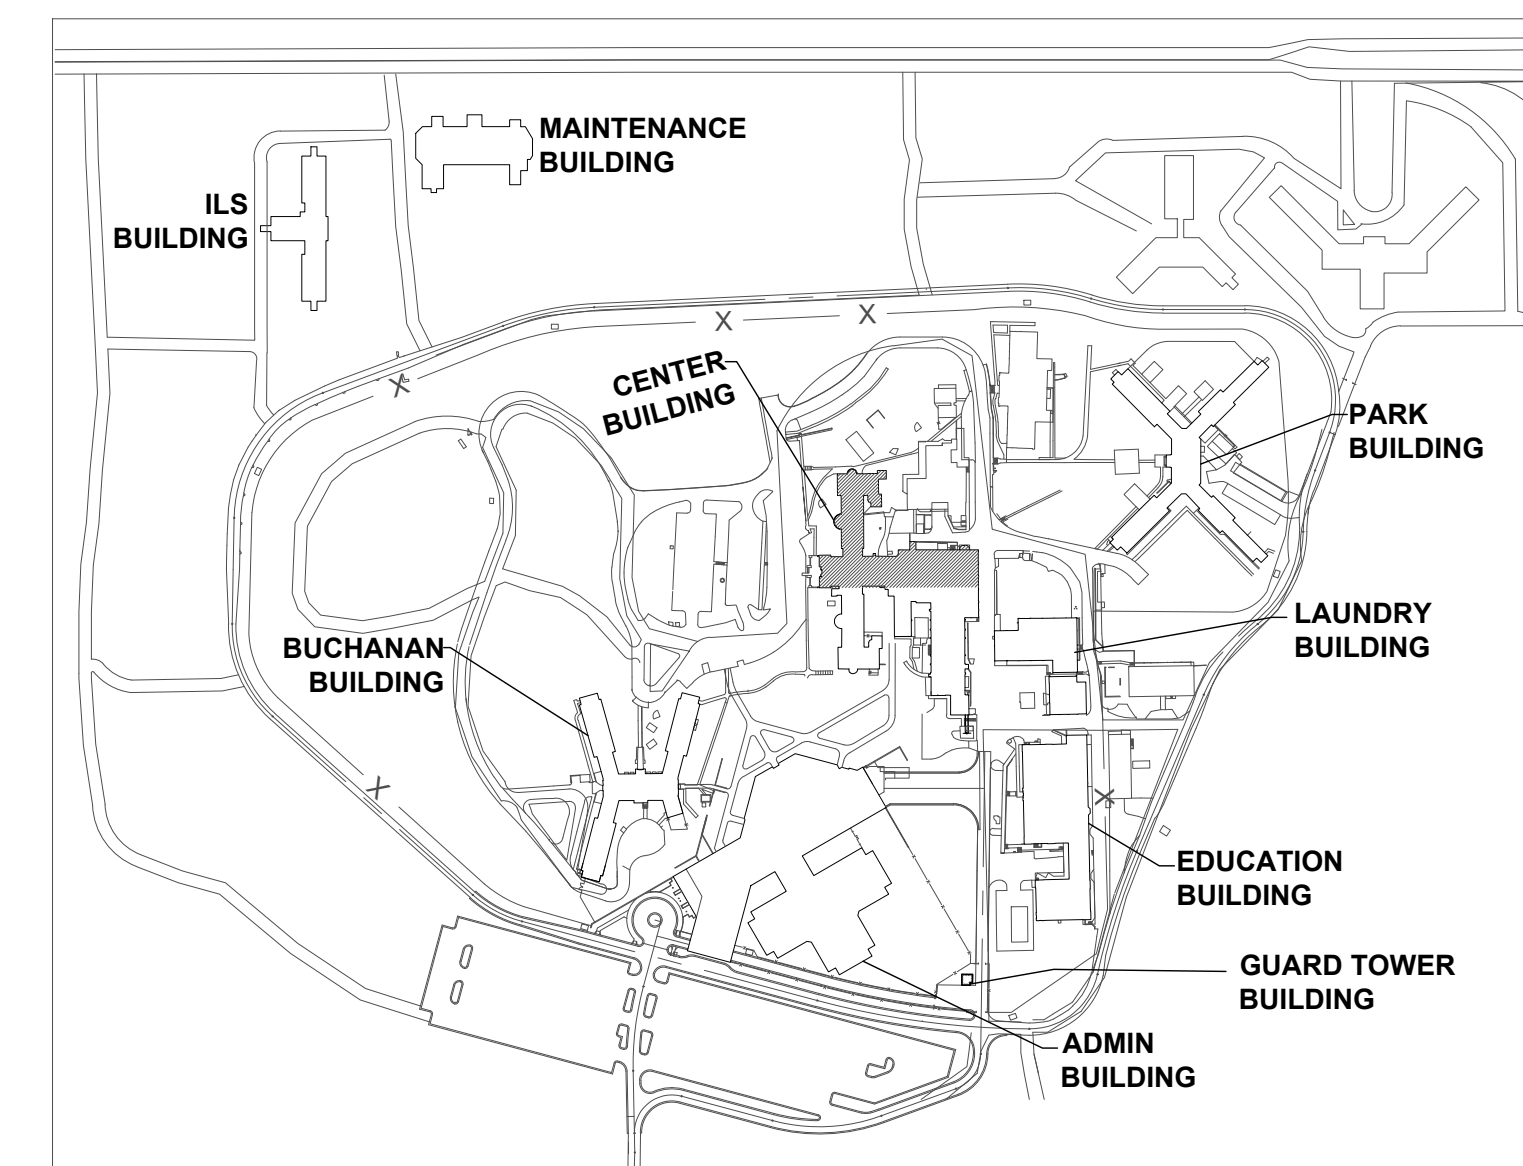 MAINTENANCE
BUILDING
ILS
BUILDING
X
X
X
CENTER
BUILDING
PARK
BUILDING
LAUNDRY
BUILDING
BUCHANAN
BUILDING
X
X
EDUCATION
BUILDING
GUARD TOWER
BUILDING
ADMIN
BUILDING